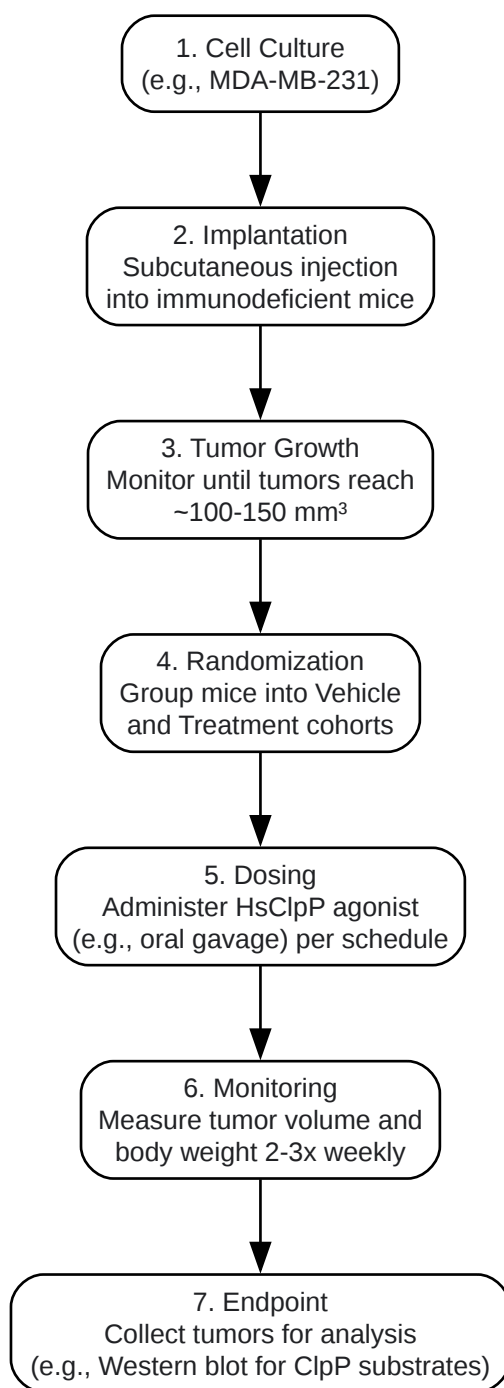 1. Cell Culture
(e.g., MDA-MB-231)
2. Implantation
Subcutaneous injection
into immunodeficient mice
3. Tumor Growth
Monitor until tumors reach
~100-150 mm³
4. Randomization
Group mice into Vehicle
and Treatment cohorts
5. Dosing
Administer HsClpP agonist
(e.g., oral gavage) per schedule
6. Monitoring
Measure tumor volume and
body weight 2-3x weekly
7. Endpoint
Collect tumors for analysis
(e.g., Western blot for ClpP substrates)